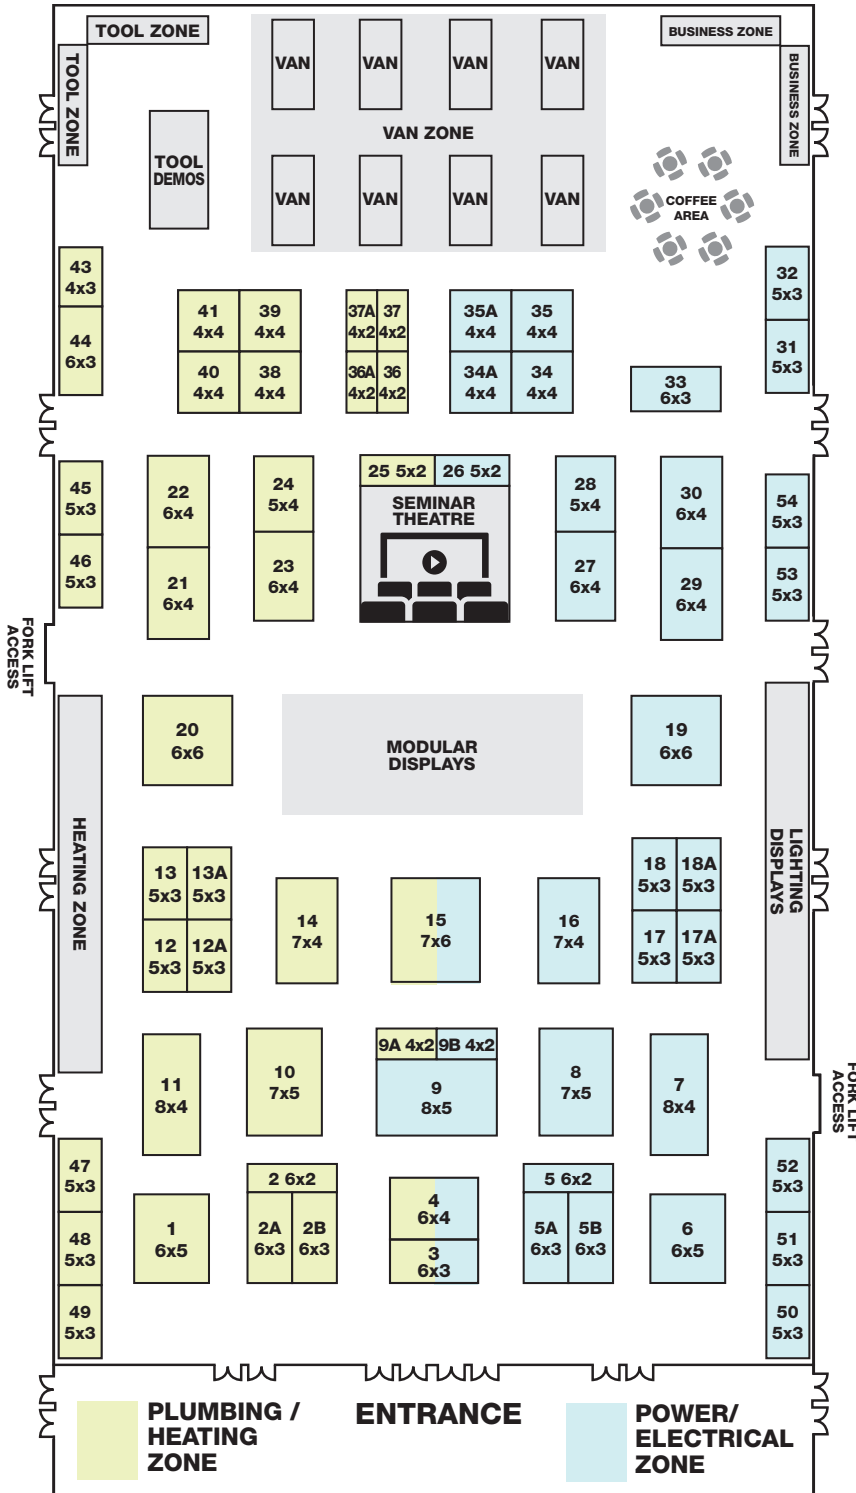 TOOL ZONE
BUSINESS ZONE
TOOL ZONE
BUSINESS ZONE
VAN
VAN
VAN
VAN
VAN ZONE
TOOL
DEMOS
VAN
VAN
VAN
VAN
COFFEE
AREA
43
4x3
44
6x3
41
4x4
39
4x4
40
4x4
38
4x4
37A
4x2
37
4x2
36A
4x2
36
4x2
35A
4x4
35
4x4
34A
4x4
34
4x4
33
6x3
32
5x3
31
5x3
45
5x3
46
5x3
22
6x4
21
6x4
24
5x4
23
6x4
25 5x2
26 5x2
SEMINAR
THEATRE
28
5x4
27
6x4
30
6x4
29
6x4
54
5x3
53
5x3
FORK LIFT
ACCESS
20
6x6
MODULAR
DISPLAYS
19
6x6
HEATING ZONE
LIGHTING
DISPLAYS
13
5x3
13A
5x3
12
5x3
12A
5x3
14
7x4
15
7x6
16
7x4
18
5x3
18A
5x3
17
5x3
17A
5x3
11
8x4
10
7x5
9A 4x2
9B 4x2
9
8x5
8
7x5
7
8x4
FORK LIFT
ACCESS
47
5x3
48
5x3
49
5x3
1
6x5
2 6x2
2A
6x3
2B
6x3
4
6x4
3
6x3
5 6x2
5A
6x3
5B
6x3
6
6x5
52
5x3
51
5x3
50
5x3
PLUMBING /
HEATING
ZONE
ENTRANCE
POWER/
ELECTRICAL
ZONE